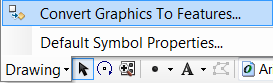 Convert Graphics To Features...
Default Symbol Properties...
Drawing A